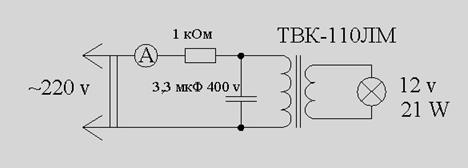 1 кОм
ТВК-110ЛМ
A
~220 v
3,3 мкФ 400 v
12 v
21 W